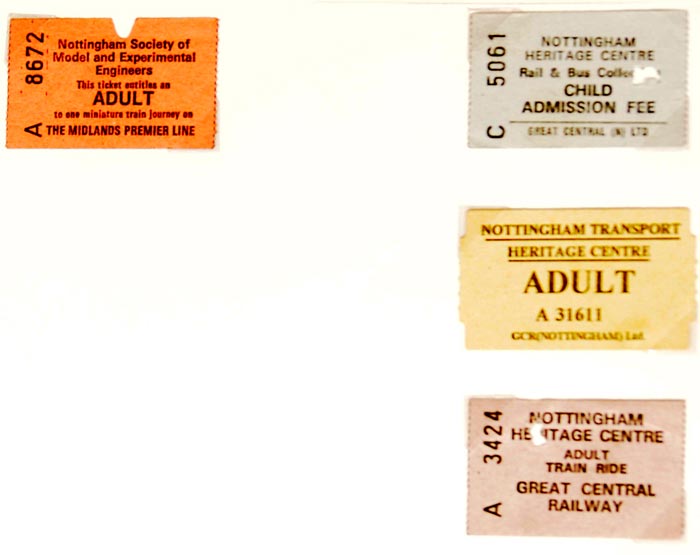 A 8672
Nottingham Society of
Model and Experimental
Engineers
This ticket entitles an
ADULT
to one miniature train journey on
THE MIDLANDS PREMIER LINE
C 5061
NOTTINGHAM
HERITAGE CENTRE
Rail & Bus
CHILD
ADMISSION FEE
GREAT CENTRAL (N) LTD
NOTTINGHAM TRANSPORT
HERITAGE CENTRE
ADULT
A 31611
GCR(NOTTINGHAM) Ltd.
A 3424
NOTTINGHAM
HERITAGE CENTRE
ADULT
TRAIN RIDE
GREAT CENTRAL
RAILWAY